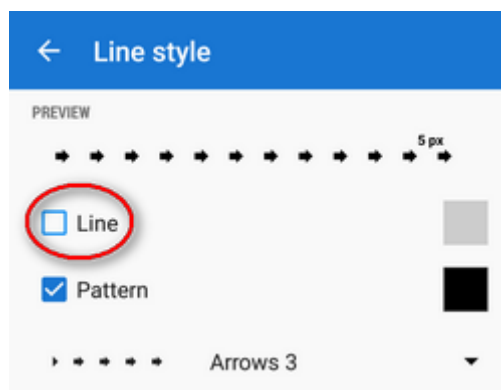 Line style
PREVIEW
5 px
Line
Pattern
Arrows 3